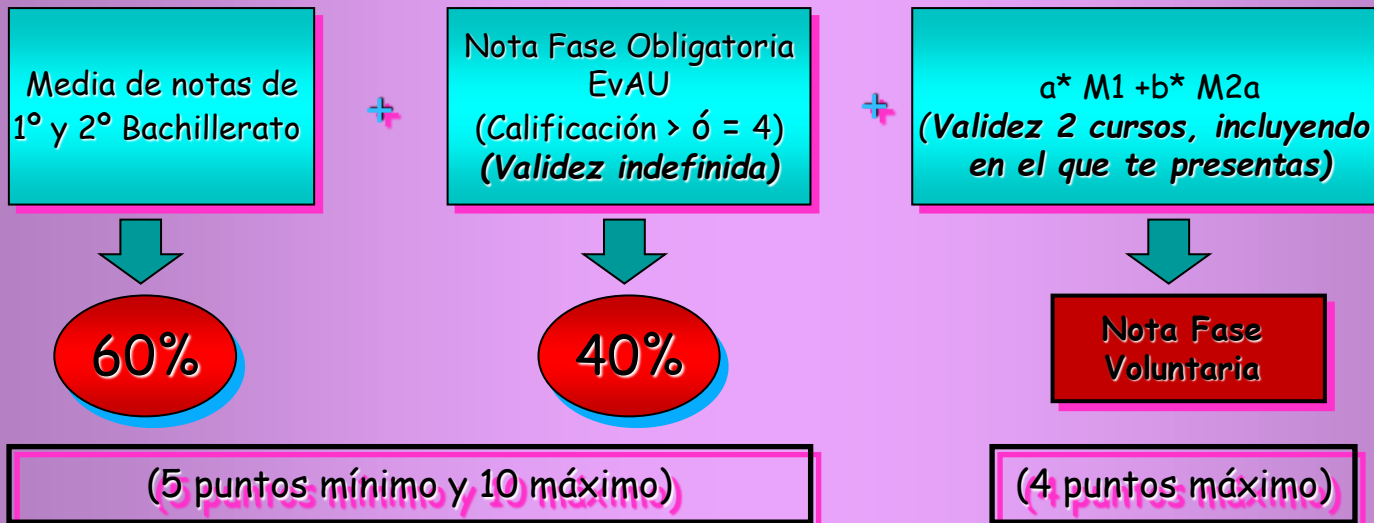 Media de notas de
1º y 2º Bachillerato
+
Nota Fase Obligatoria
EvAU
(Calificación > ó = 4)
(Validez indefinida)
+
a* M1 +b* M2a
(Validez 2 cursos, incluyendo
en el que te presentas)
60%
40%
Nota Fase
Voluntaria
(5 puntos mínimo y 10 máximo)
(4 puntos máximo)